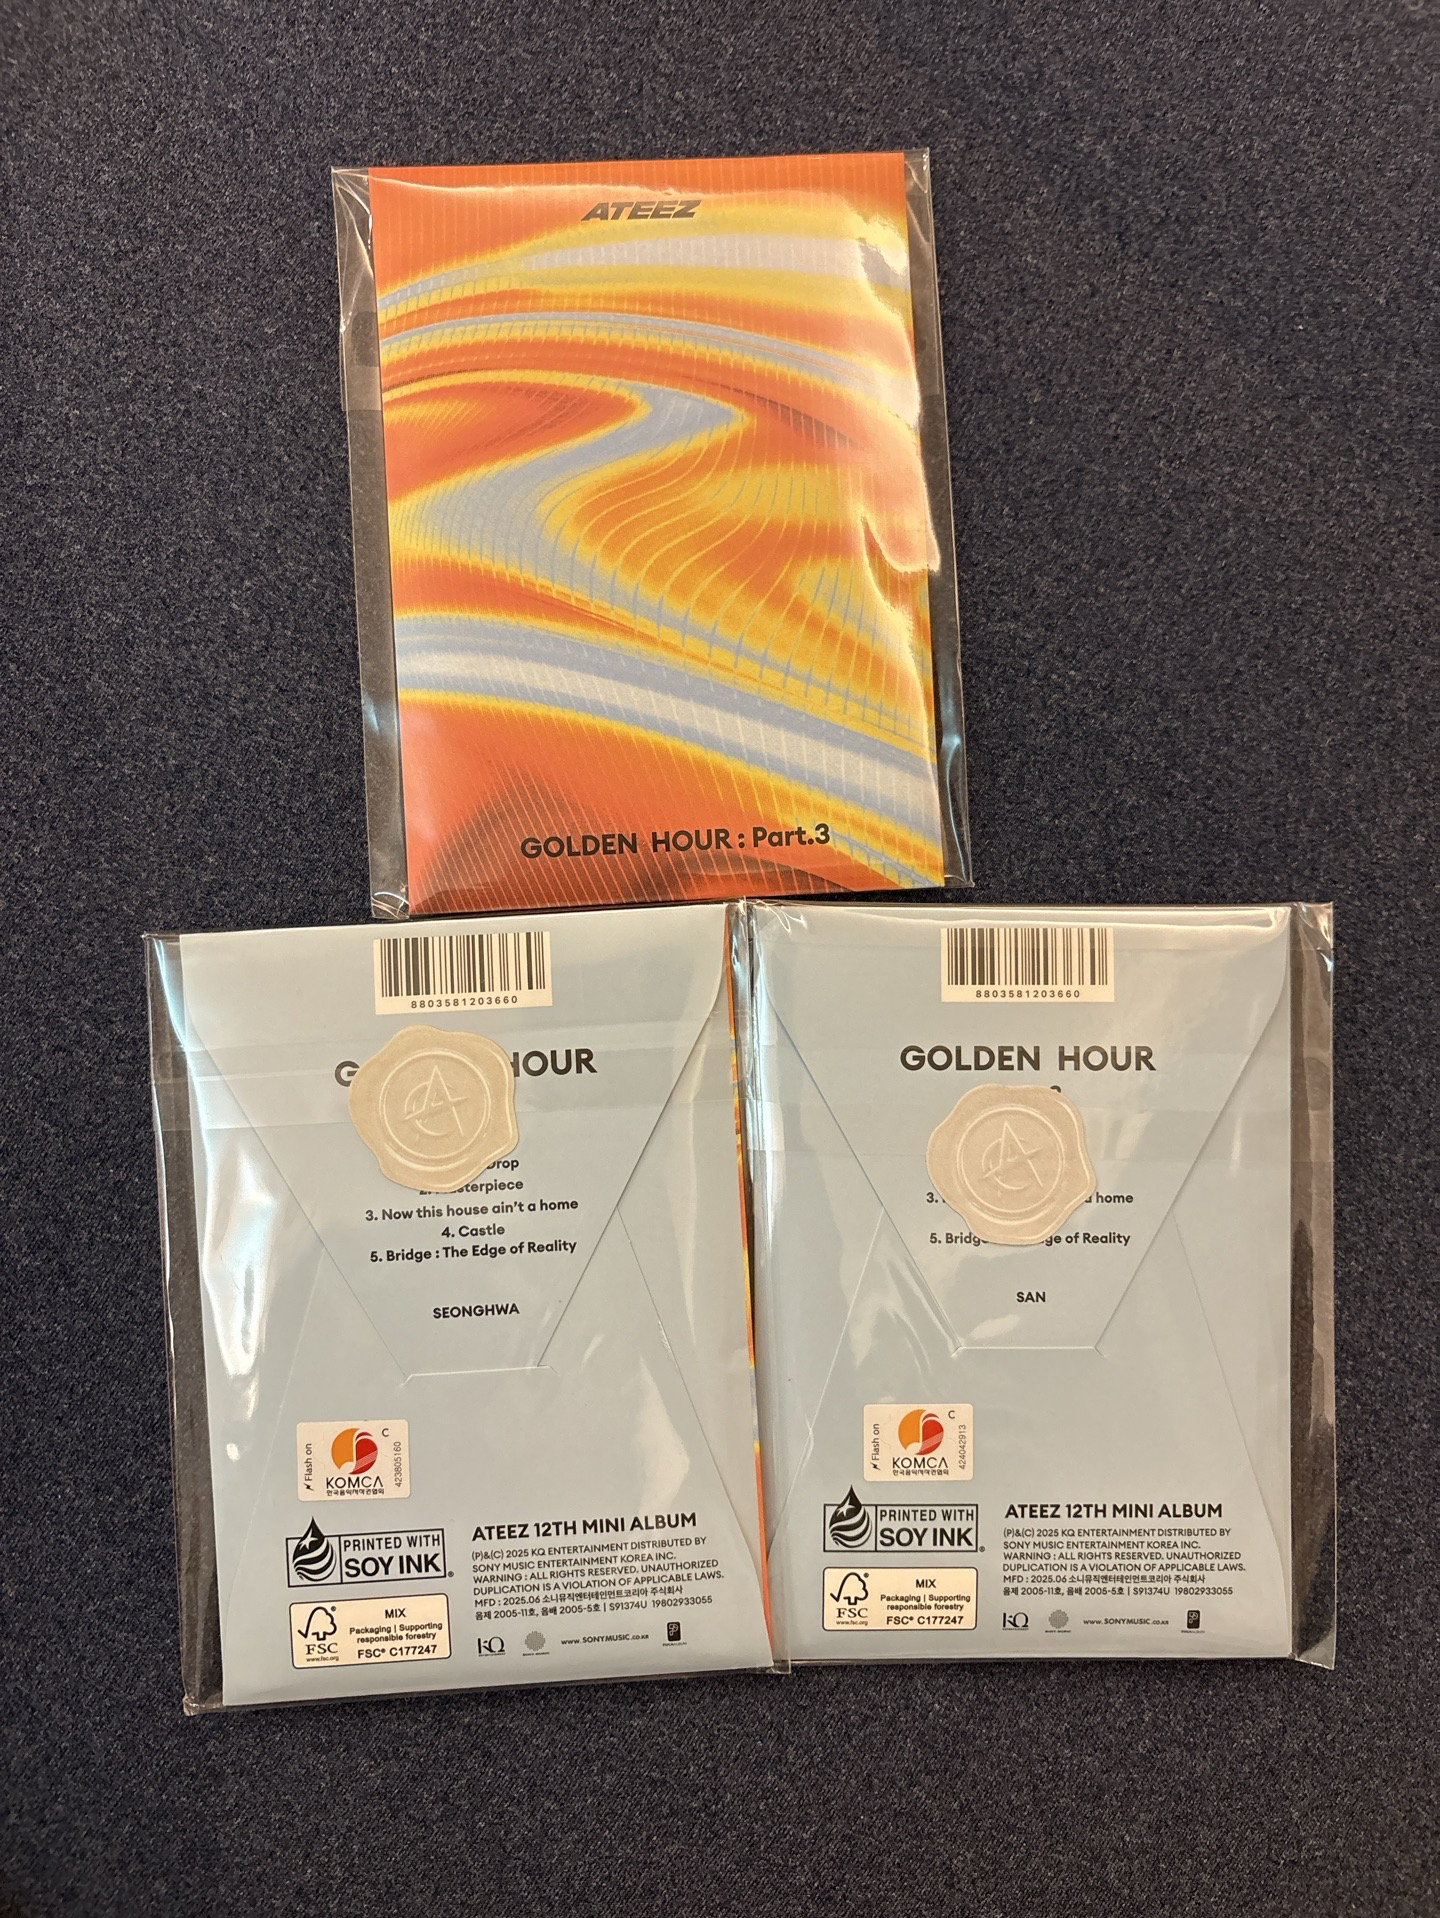 ATEEZ
GOLDEN HOUR : Part.3
8803581203660
HOUR
Drop
3. Now this house ain't a home
4. Castle
5. Bridge : The Edge of Reality
SEONGHWA
Flash on
C
KOMCA
한국음악저작권협회
423805160
PRINTED WITH
SOY INK
ATEEZ 12TH MINI ALBUM
(P)&(C) 2025 KQ ENTERTAINMENT DISTRIBUTED BY
SONY MUSIC ENTERTAINMENT KOREA INC.
WARNING : ALL RIGHTS RESERVED. UNAUTHORIZED
DUPLICATION IS A VIOLATION OF APPLICABLE LAWS.
MFD : 2025.06 소니뮤직엔터테인먼트코리아 주식회사
음제 2005-11호, 음배 2005-5호 | S91374U 19802933055
FSC
www.fsc.org
MIX
Packaging | Supporting
responsible forestry
FSC® C177247
KQ
www.SONYMUSIC.co.kr
8803581203660
GOLDEN HOUR
3. home
5. of Reality
SAN
Flash on
C
KOMCA
한국음악저작권협회
424042913
PRINTED WITH
SOY INK
ATEEZ 12TH MINI ALBUM
(P)&(C) 2025 KQ ENTERTAINMENT DISTRIBUTED BY
SONY MUSIC ENTERTAINMENT KOREA INC.
WARNING : ALL RIGHTS RESERVED. UNAUTHORIZED
DUPLICATION IS A VIOLATION OF APPLICABLE LAWS.
MFD : 2025.06 소니뮤직엔터테인먼트코리아 주식회사
음제 2005-11호, 음배 2005-5호 | S91374U 19802933055
FSC
www.fsc.org
MIX
Packaging | Supporting
responsible forestry
FSC® C177247
KQ
www.SONYMUSIC.co.kr